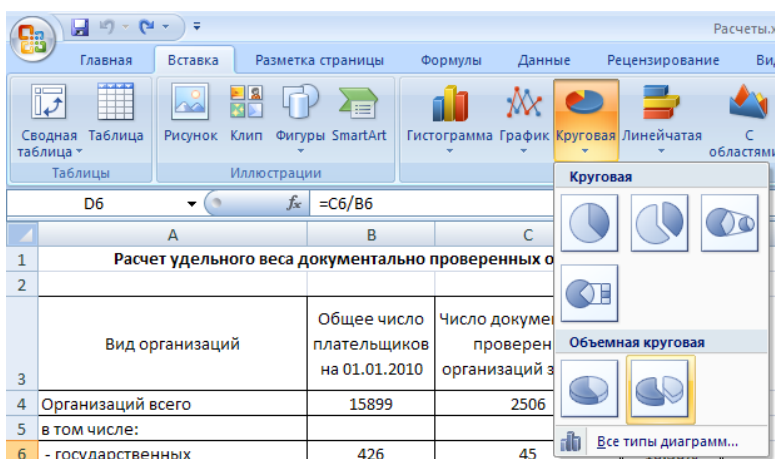 Расчеты.x
Главная Вставка Разметка страницы Формулы Данные Рецензирование Ви
Сводная таблица Таблица Рисунок Клип Фигуры SmartArt Гистограмма График Круговая Линейчатая С областями
Таблицы Иллюстрации
Круговая
D6 fx =C6/B6
A B C
1 Расчет удельного веса документально проверенных о
2
Общее число Число докумен
Вид организаций плательщиков проверен
3 на 01.01.2010 организаций з
Объемная круговая
4 Организаций всего 15899 2506
5 в том числе:
Все типы диаграмм...
6 - государственных 426 45